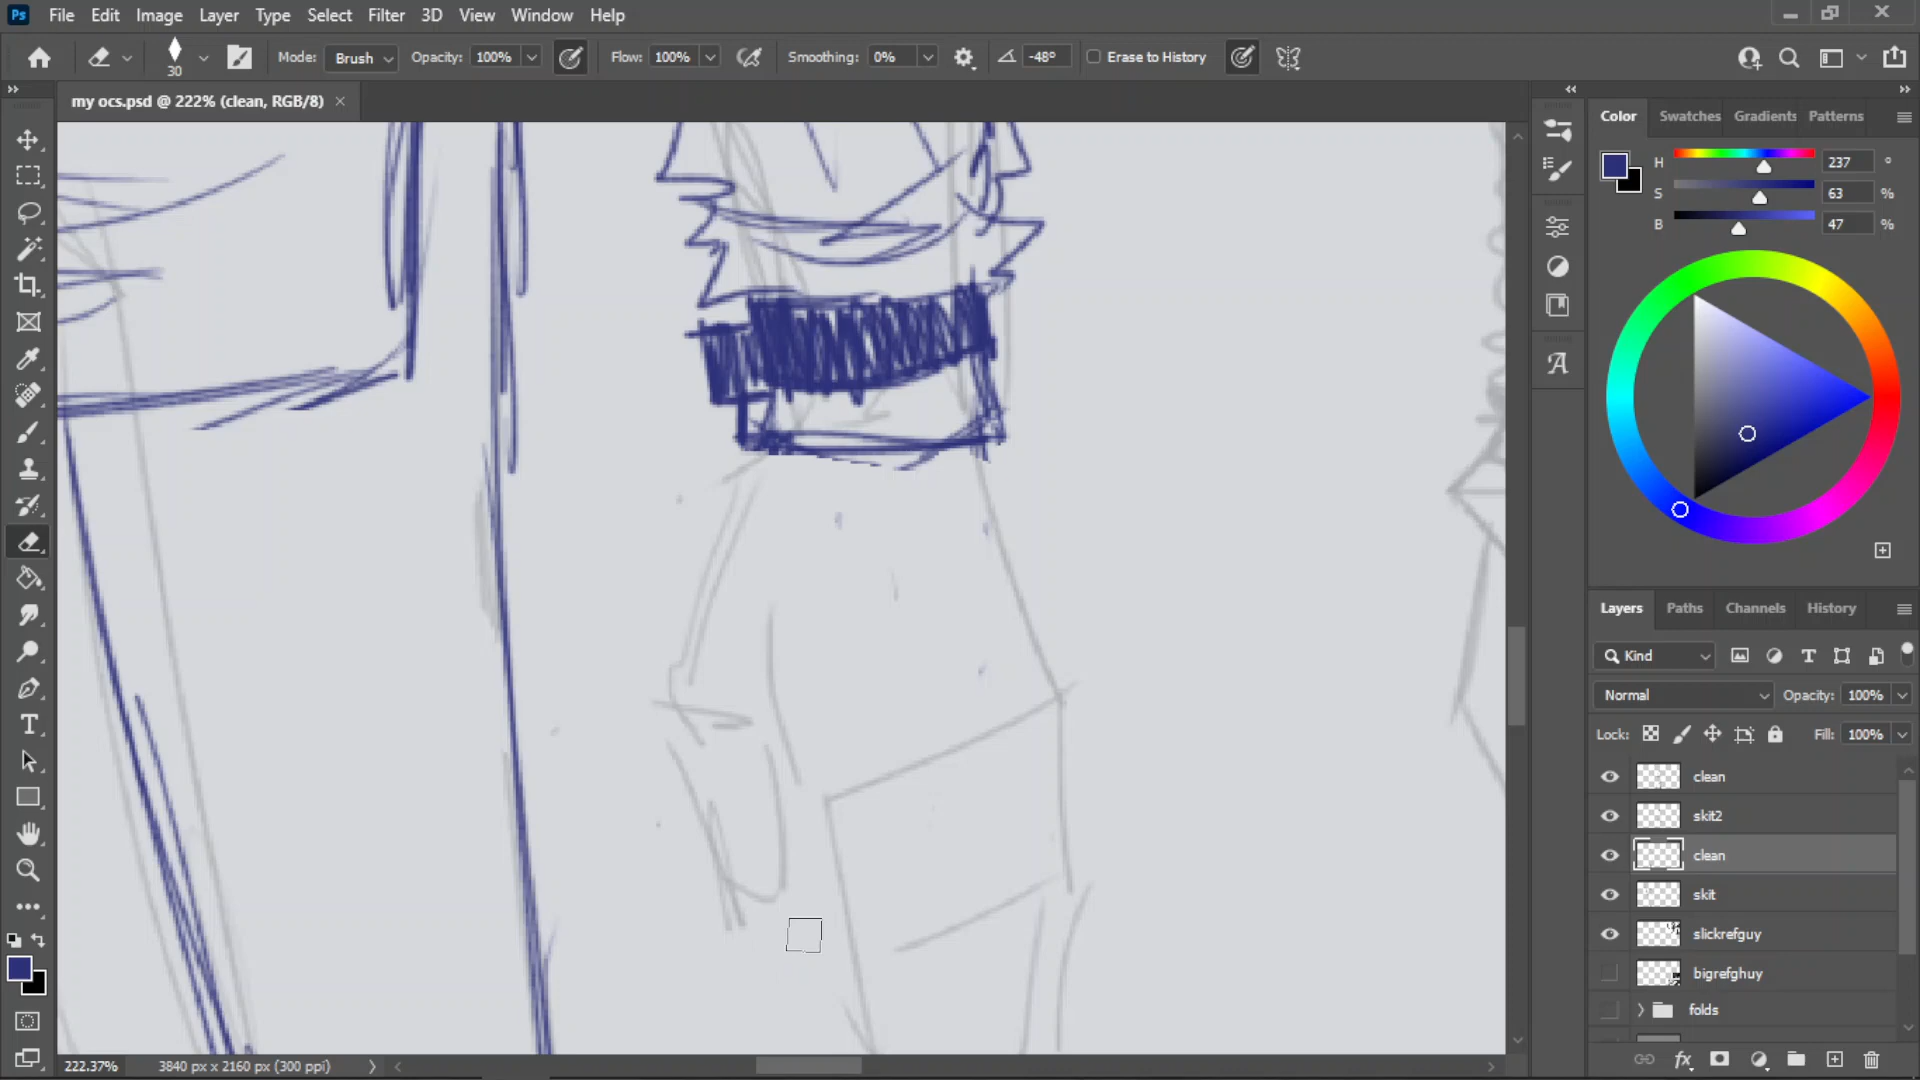 Ps File Edit Image Layer Type Select Filter 3D View Window Help
30 Mode: Brush Opacity: 100% Flow: 100% Smoothing: 0% -48° Erase to History
my ocs.psd @ 222% (clean, RGB/8)
Color Swatches Gradients Patterns
H 237 °
S 63 %
B 47 %
Layers Paths Channels History
Kind
Normal Opacity: 100%
Lock: Fill: 100%
clean
skit2
clean
skit
slickrefguy
bigrefghuy
folds
222.37% 3840 px x 2160 px (300 ppi)